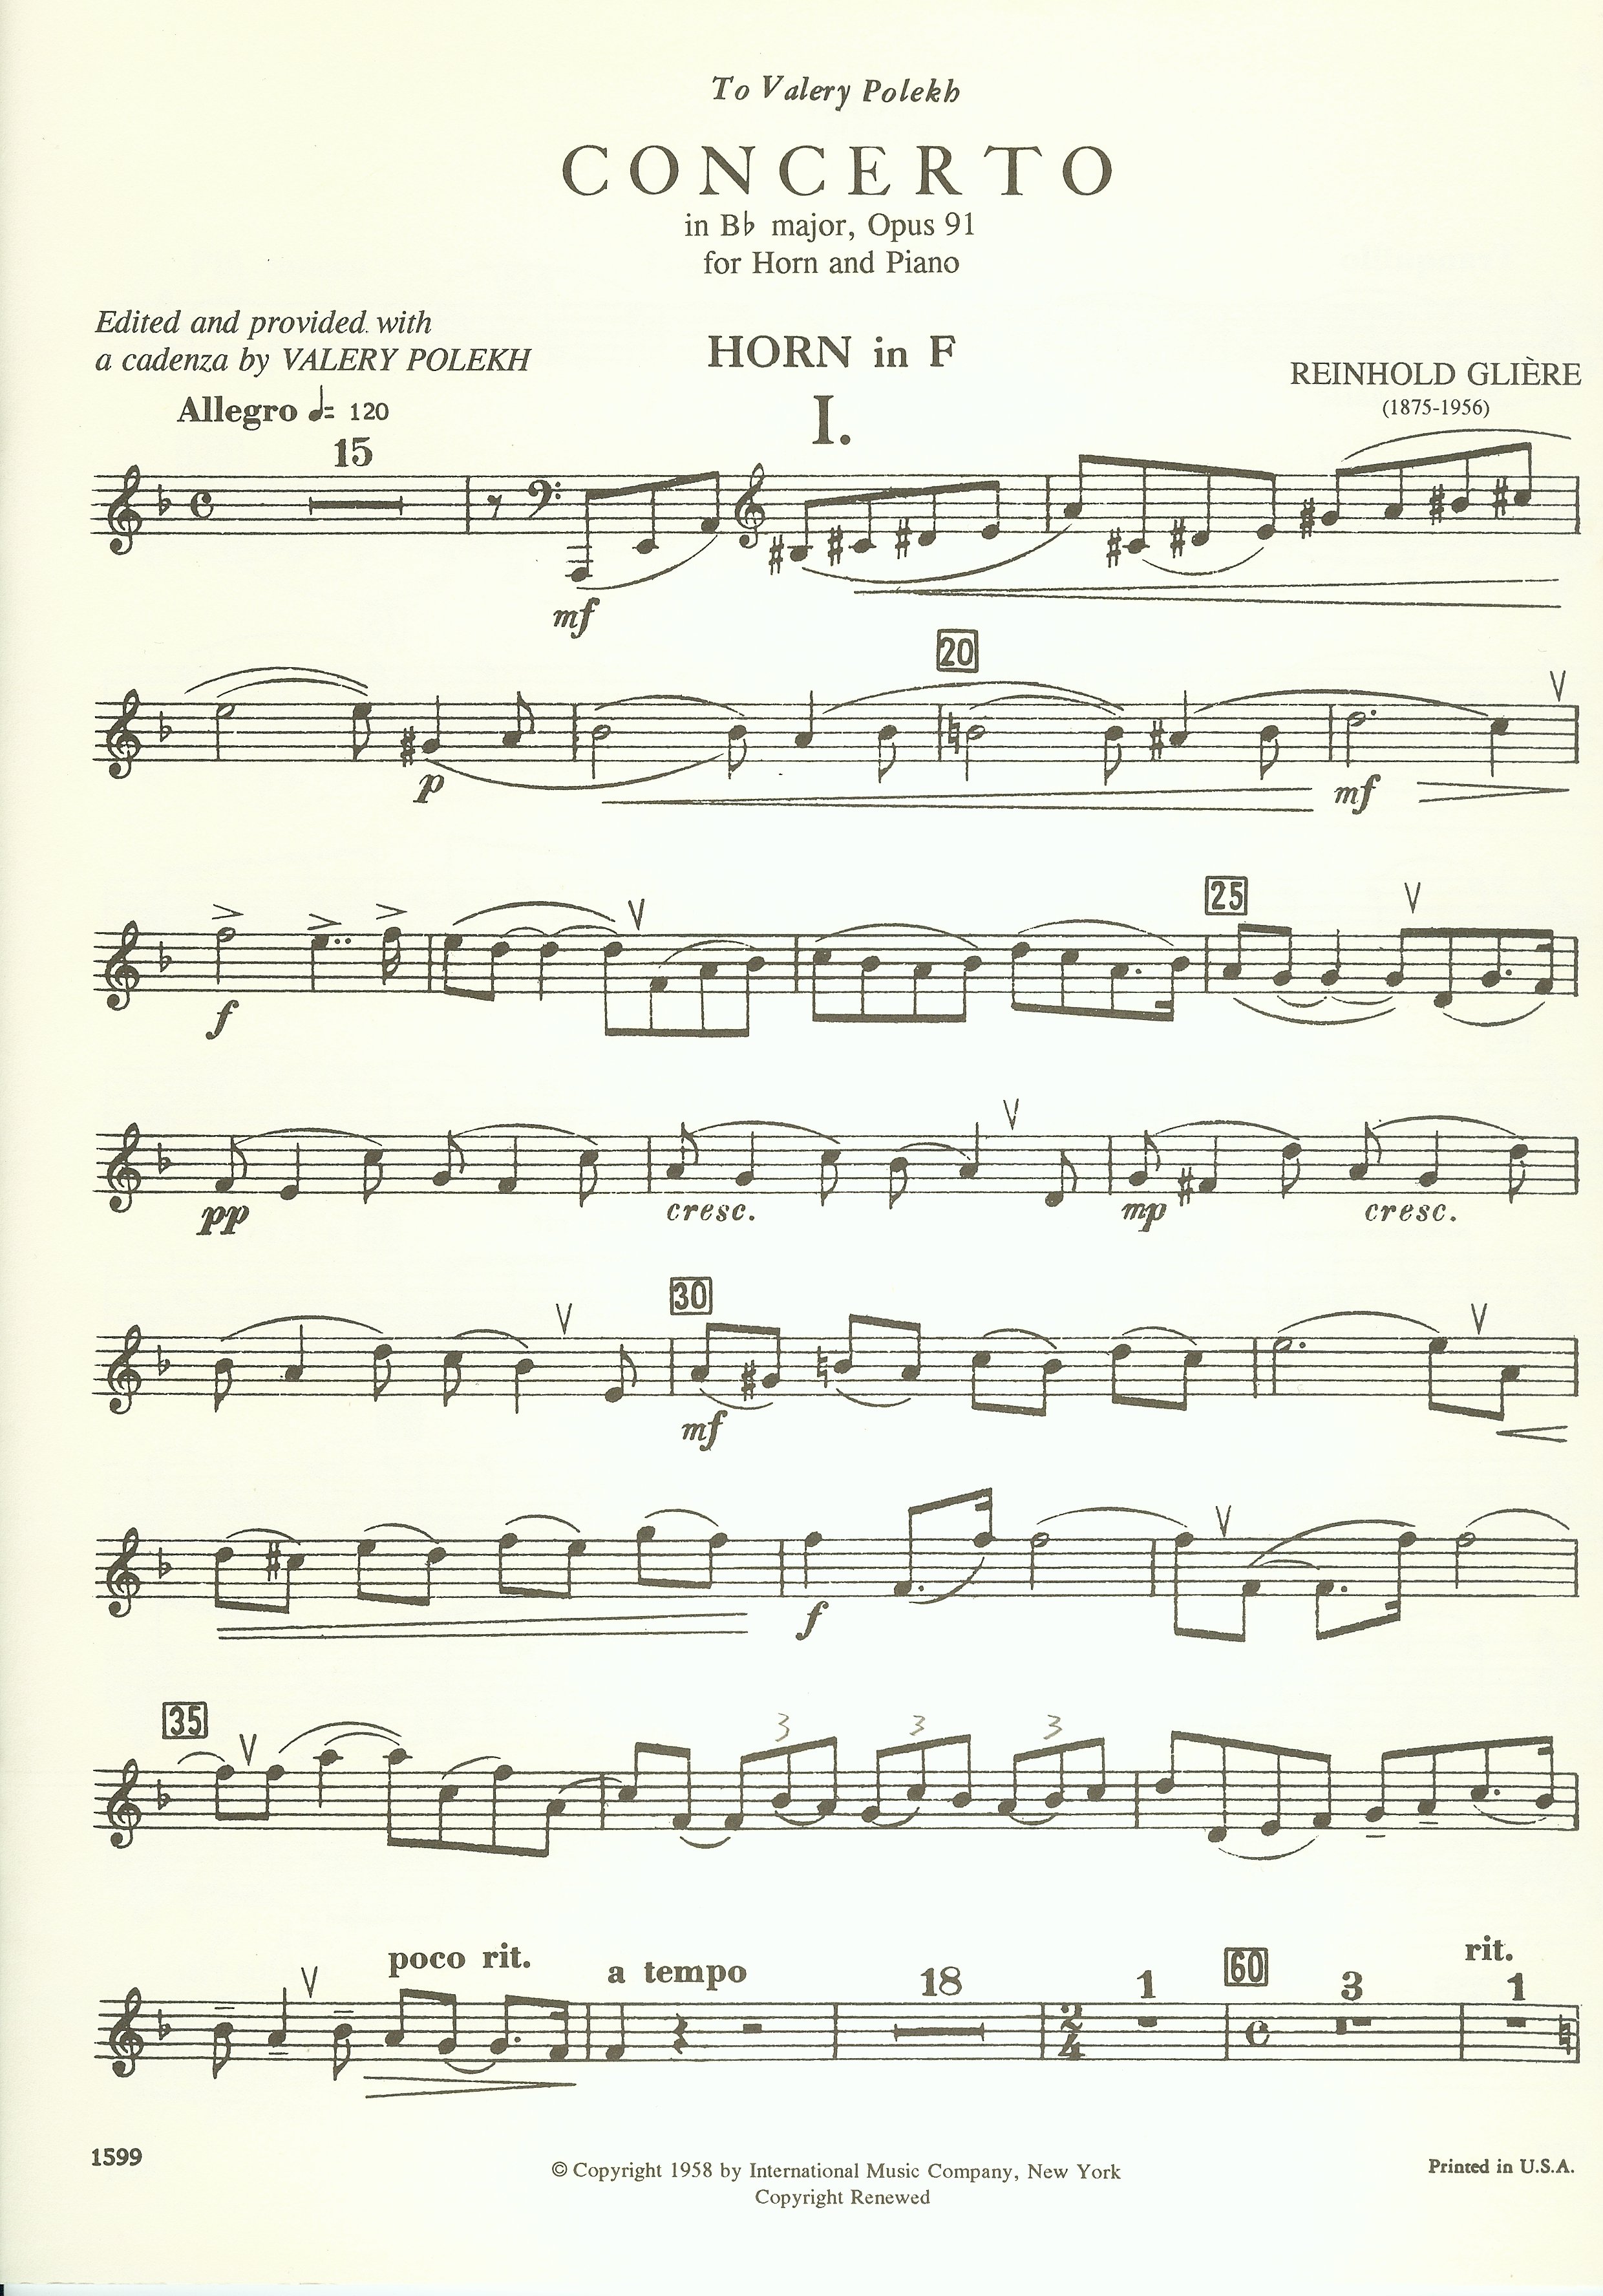 To Valery Polekh
CONCERTO
in B♭ major, Opus 91
for Horn and Piano
Edited and provided with
a cadenza by VALERY POLEKH
HORN in F
REINHOLD GLIÈRE
(1875-1956)
Allegro ♩= 120
I.
15
mf
20
p
mf
25
f
pp
cresc.
mp
cresc.
30
mf
f
35
3 3 3
poco rit.
a tempo
18
1
60
3
rit.
1
2/4
1599
© Copyright 1958 by International Music Company, New York
Copyright Renewed
Printed in U.S.A.